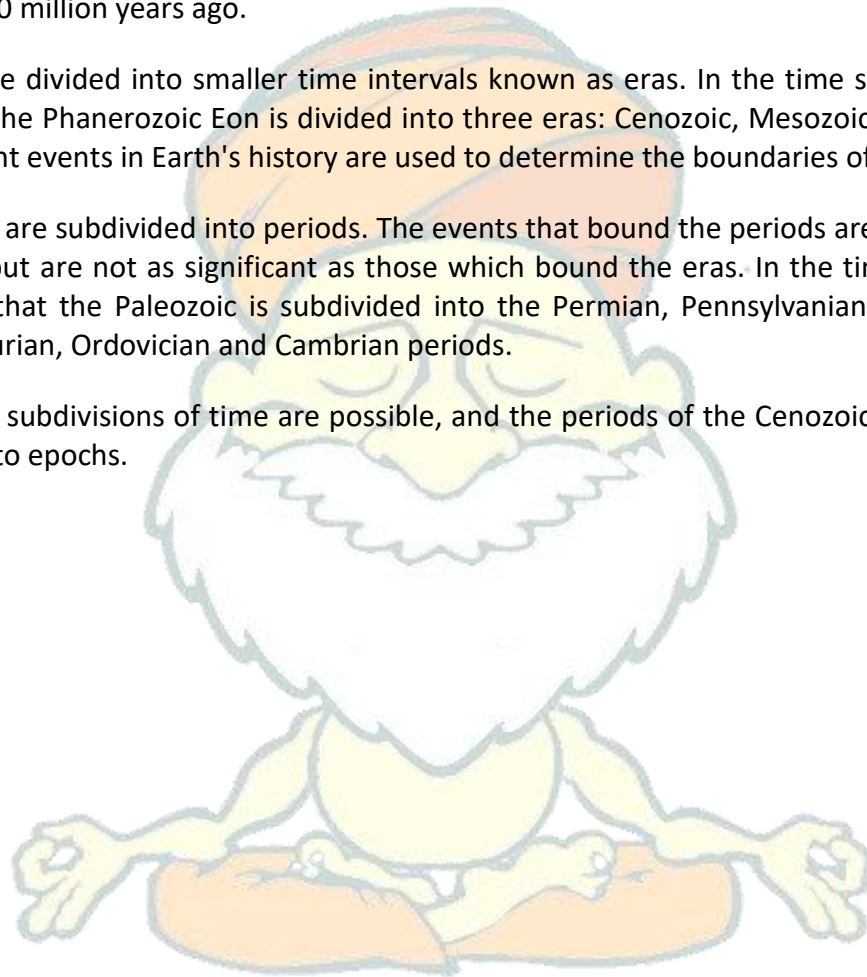 0 million years ago.
e divided into smaller time intervals known as eras. In the time s
he Phanerozoic Eon is divided into three eras: Cenozoic, Mesozoic
nt events in Earth's history are used to determine the boundaries of
are subdivided into periods. The events that bound the periods are
out are not as significant as those which bound the eras. In the tir
that the Paleozoic is subdivided into the Permian, Pennsylvanian
urian, Ordovician and Cambrian periods.
subdivisions of time are possible, and the periods of the Cenozoic
to epochs.